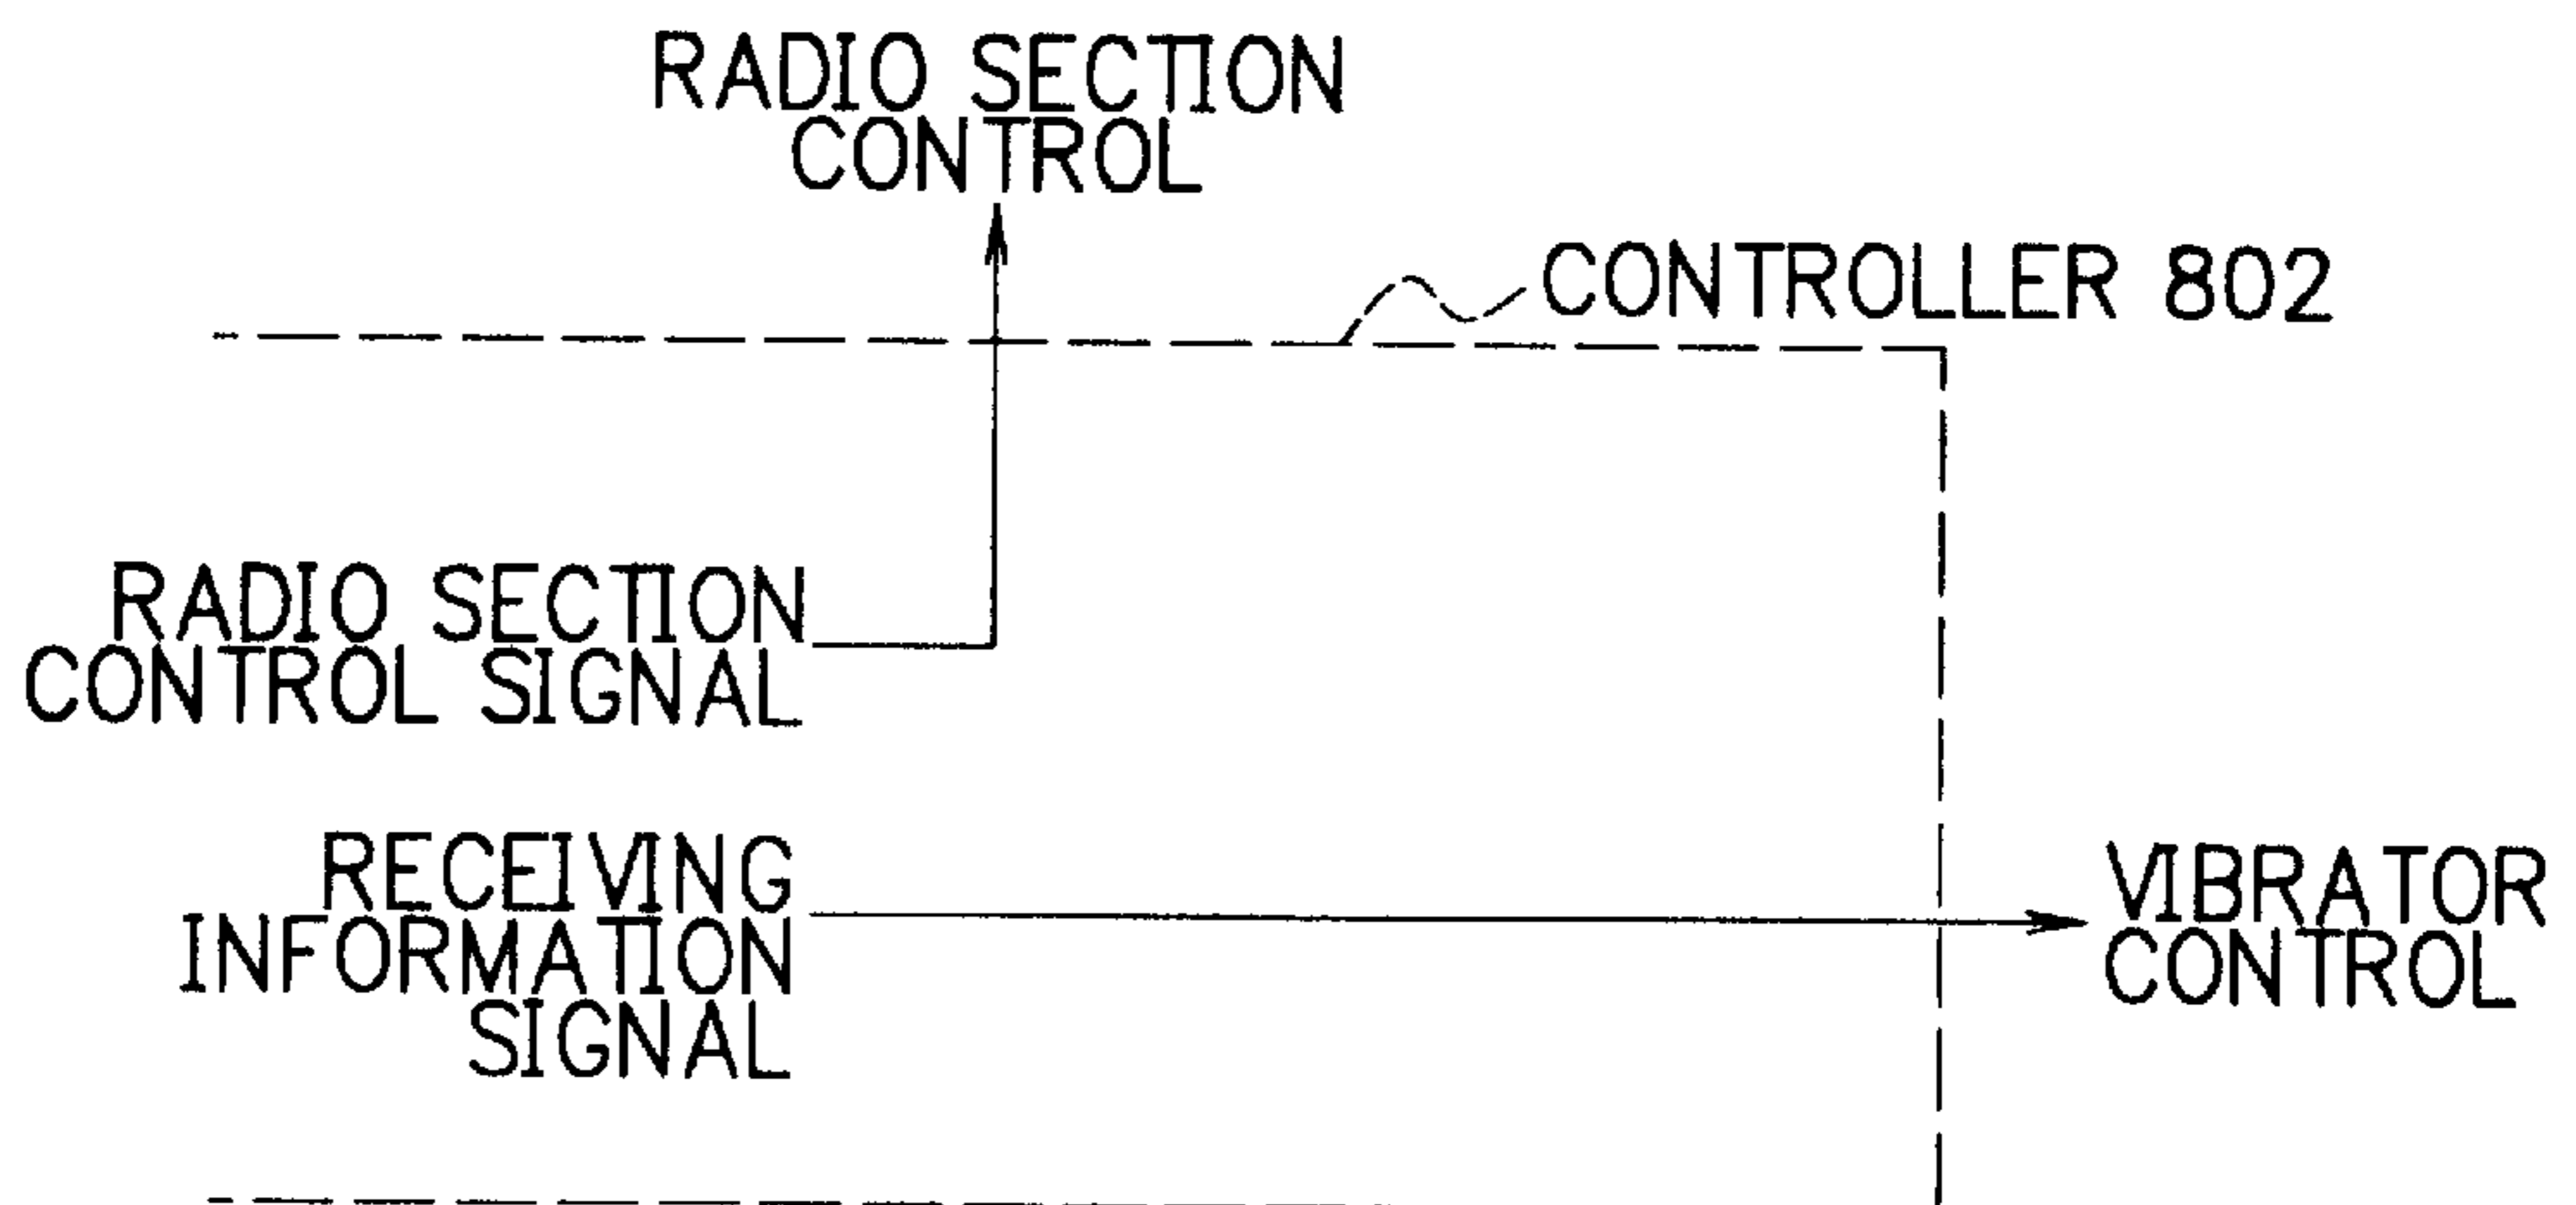 RADIO SECTION
CONTROL
CONTROLLER 802
RADIO SECTION
CONTROL SIGNAL
RECEIVING
INFORMATION
SIGNAL
VIBRATOR
CONTROL